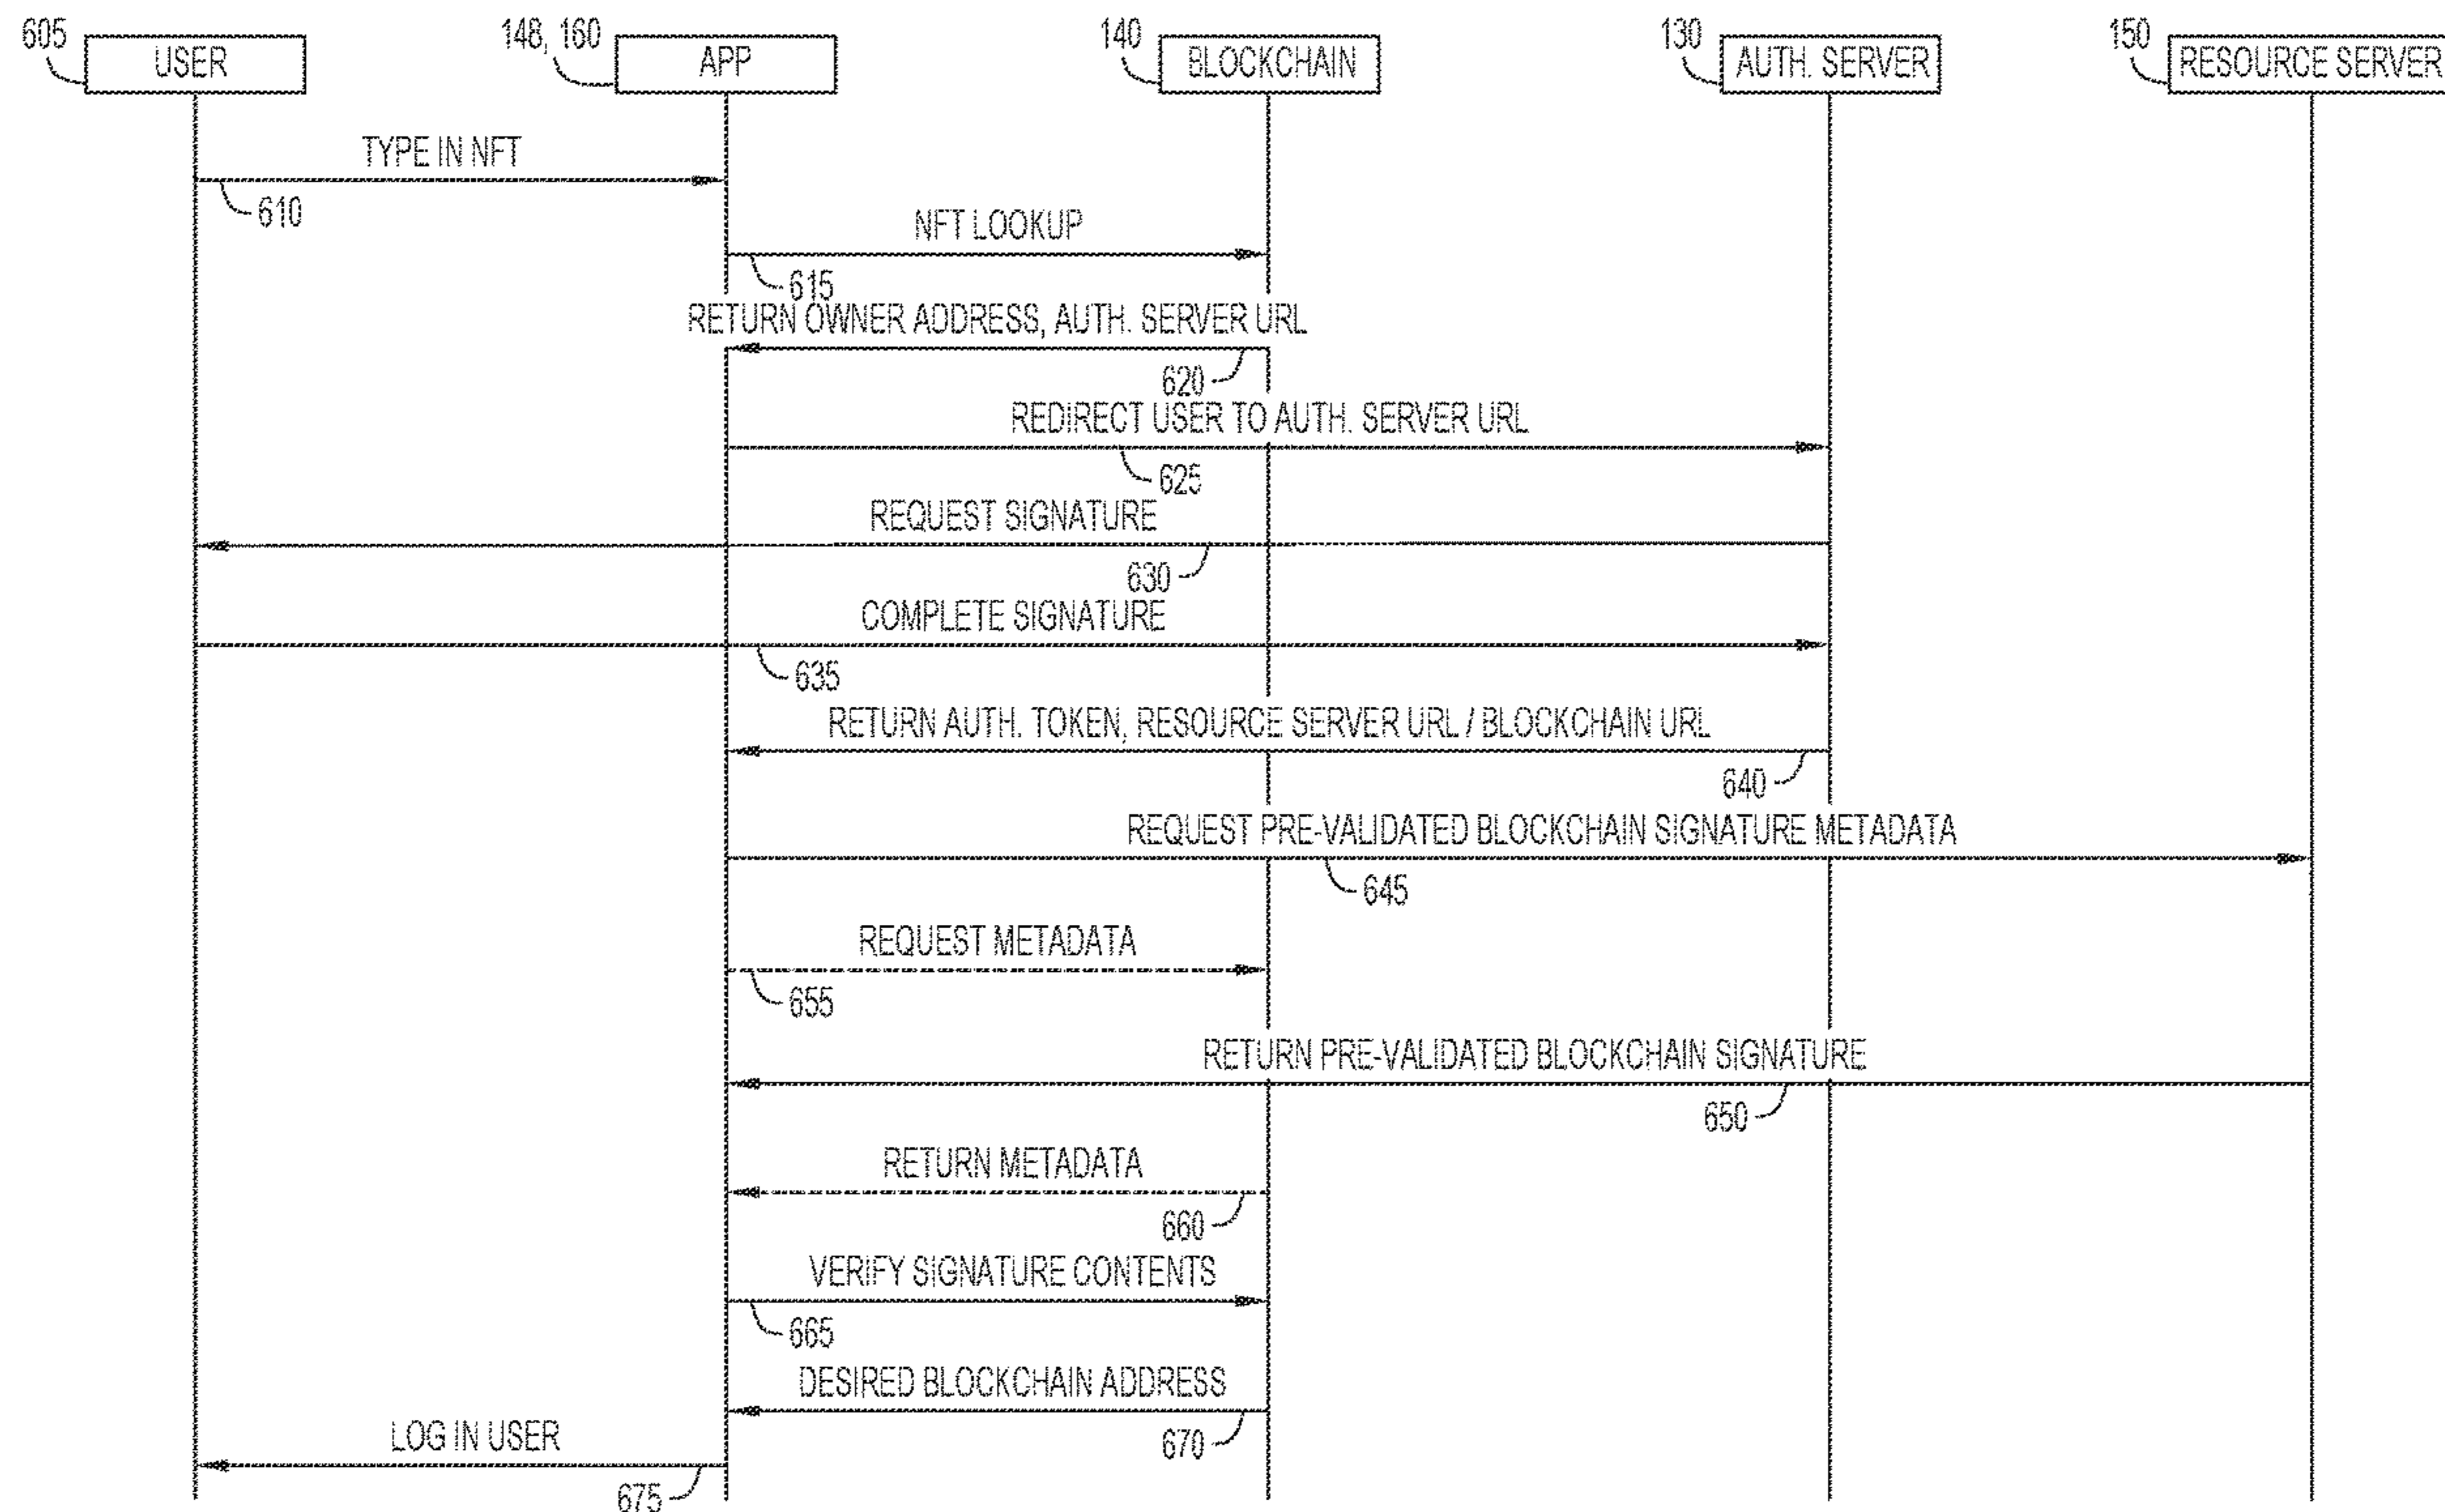 605
USER
148, 160
APP
140
BLOCKCHAIN
130
AUTH. SERVER
150
RESOURCE SERVER
TYPE IN NFT
610
NFT LOOKUP
615
RETURN OWNER ADDRESS, AUTH. SERVER URL
620
REDIRECT USER TO AUTH. SERVER URL
625
REQUEST SIGNATURE
630
COMPLETE SIGNATURE
635
RETURN AUTH. TOKEN, RESOURCE SERVER URL / BLOCKCHAIN URL
640
REQUEST PRE-VALIDATED BLOCKCHAIN SIGNATURE METADATA
645
REQUEST METADATA
655
RETURN PRE-VALIDATED BLOCKCHAIN SIGNATURE
650
RETURN METADATA
660
VERIFY SIGNATURE CONTENTS
665
DESIRED BLOCKCHAIN ADDRESS
670
LOG IN USER
675